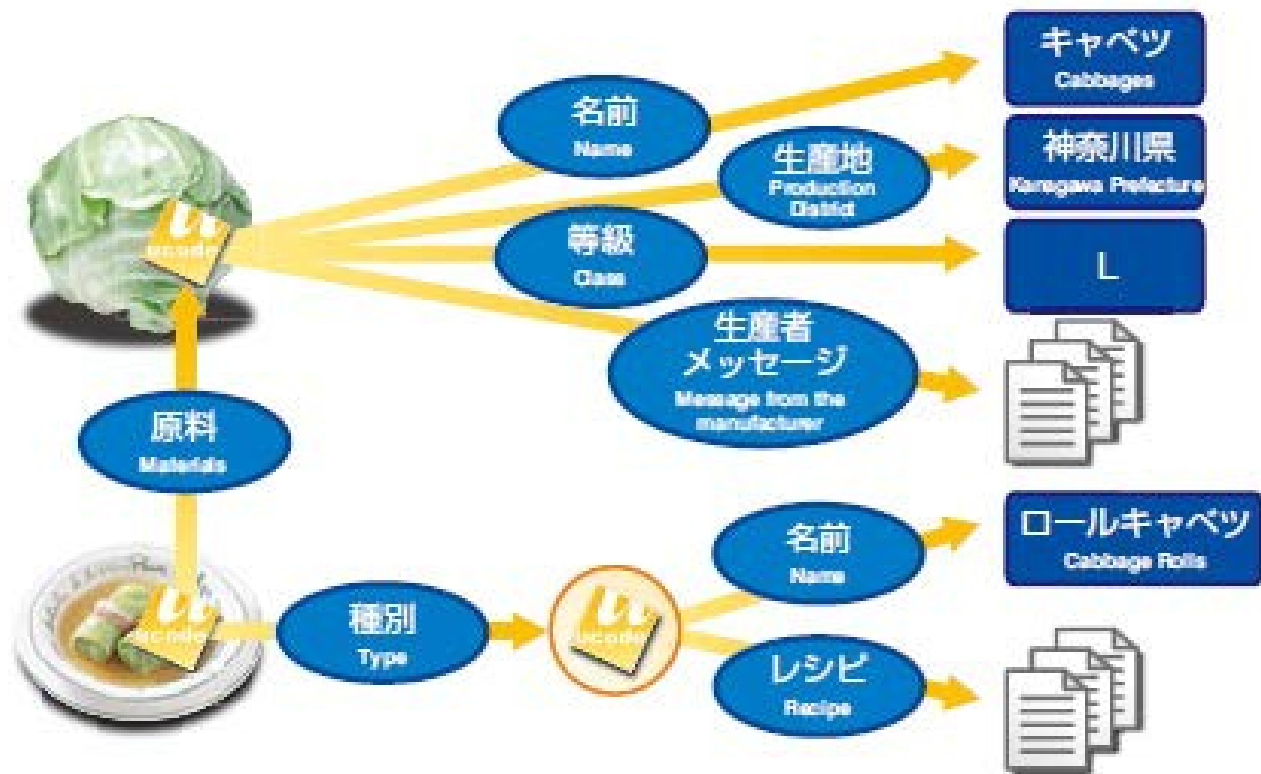 キャベツ
Cabbages
名前
Name
生産地
Production
District
神奈川県
Kanagawa Prefecture
ucode
等級
Class
L
生産者
メッセージ
Message from the
manufacturer
原料
Materials
名前
Name
ロールキャベツ
Cabbage Rolls
ucode
種別
Type
ucode
レシピ
Recipe